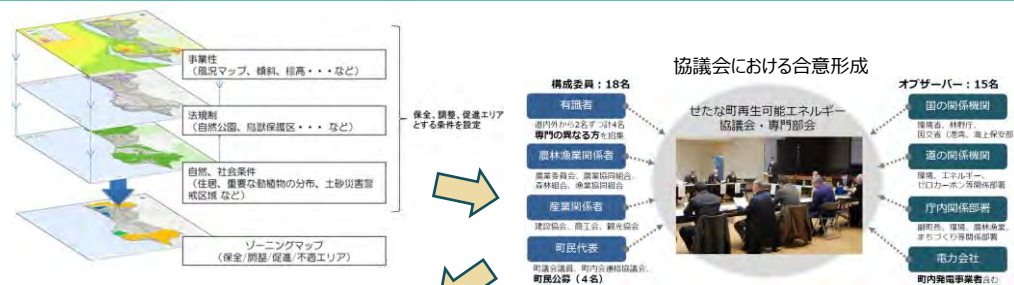 事業性
（風況マップ、傾斜、標高・・・など）
法規制
（自然公園、鳥獣保護区・・・ など）
自然、社会条件
（住居、重要な動植物の分布、土砂災害警
戒区域 など）
ゾーニングマップ
（保全/調整/促進/不適エリア）
保全、調整、促進エリア
とする条件を設定
協議会における合意形成
構成委員：18名
有識者
道内外から2名ずつ計4名
専門の異なる方を招集
農林漁業関係者
農業委員会、農業協同組合、
森林組合、漁業協同組合
産業関係者
建設協会、商工会、観光協会
町民代表
町議会議員、町内会連絡協議会、
町民公募（4名）
せたな町再生可能エネルギー
協議会・専門部会
オブザーバー：15名
国の関係機関
環境省、林野庁、
国交省（港湾、海上保安部
道の関係機関
環境、エネルギー、
ゼロカーボン等関係部署
庁内関係部署
副町長、環境、農林漁業、
まちづくり等関係部署
電力会社
町内発電事業者含む